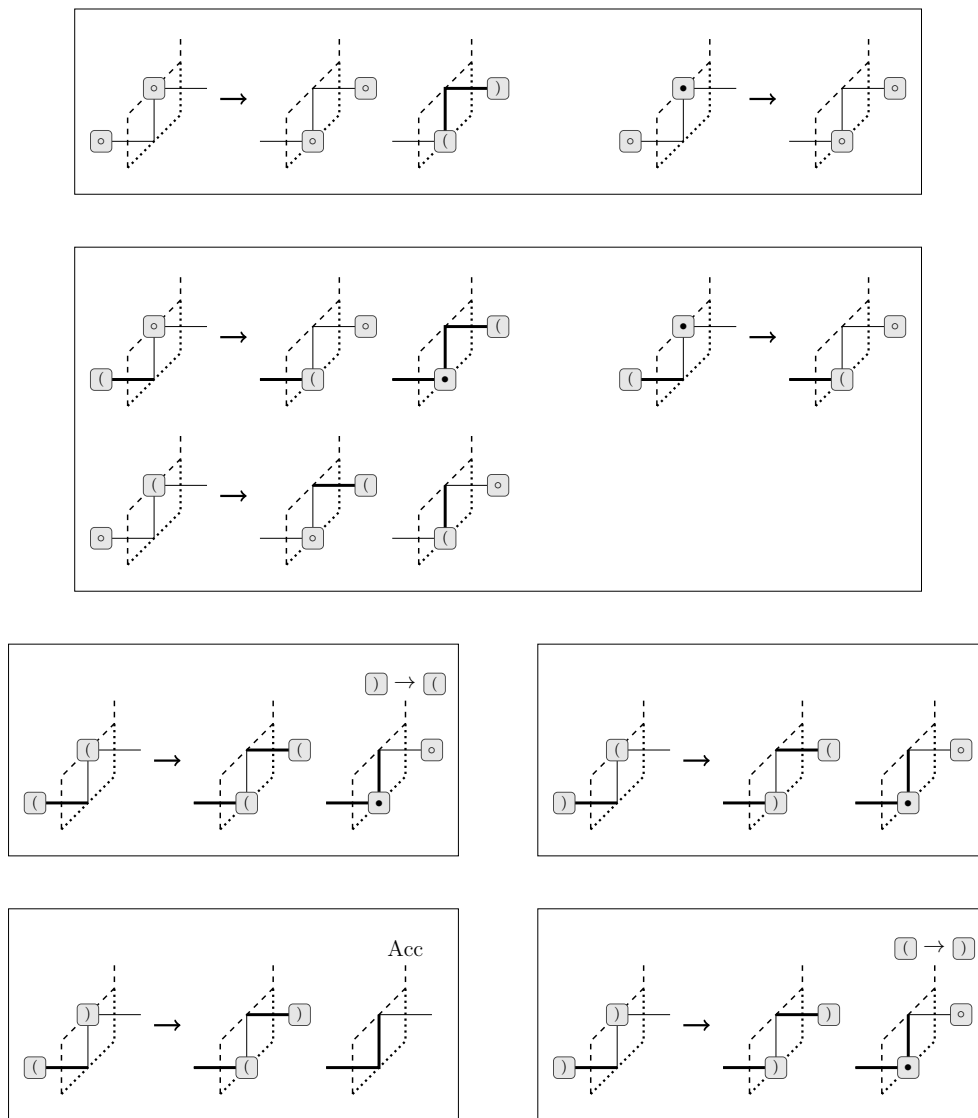 ∘ ∘ → ∘ ∘ ( ) • ∘ → ∘ ∘
( ∘ → ( ∘ • ( ( • → ( ∘
∘ ( → ∘ ( ( ∘
) → (
( ( → ( ( • ∘
) ( → ) ( • ∘
Acc
( ) → ( )
( → )
) ) → ) ) • ∘